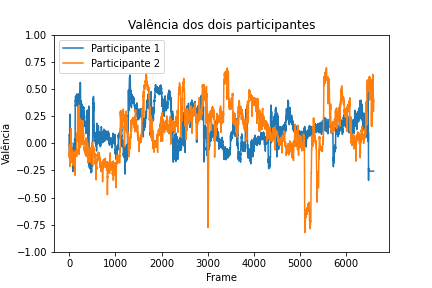 Valência dos dois participantes
Participante 1
Participante 2
Valência
1.00
0.75
0.50
0.25
0.00
−0.25
−0.50
−0.75
−1.00
0 1000 2000 3000 4000 5000 6000
Frame